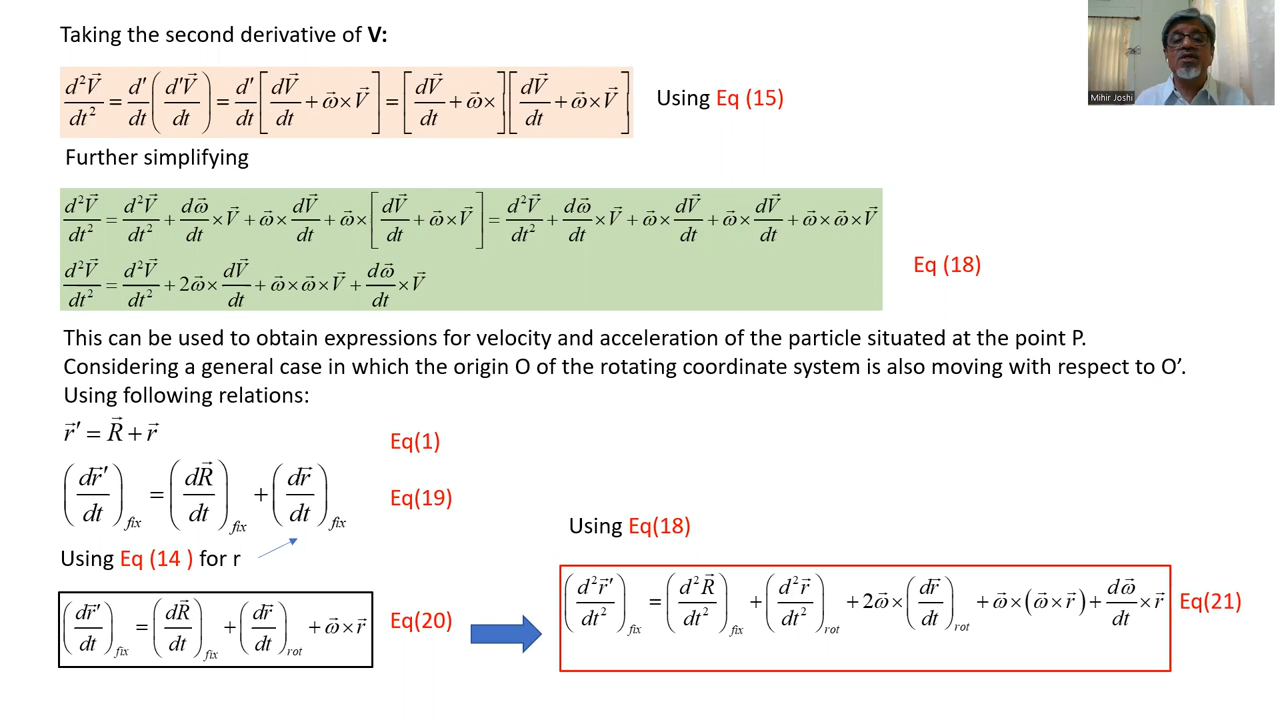 Taking the second derivative of V:
d²V⃗/dt² = d′/dt (d′V⃗/dt) = d′/dt [dV⃗/dt + ω⃗ × V⃗] = [dV⃗/dt + ω⃗ ×] [dV⃗/dt + ω⃗ × V⃗] Using Eq (15)
Further simplifying
d²V⃗/dt² = d²V⃗/dt² + dω⃗/dt × V⃗ + ω⃗ × dV⃗/dt + ω⃗ × [dV⃗/dt + ω⃗ × V⃗] = d²V⃗/dt² + dω⃗/dt × V⃗ + ω⃗ × dV⃗/dt + ω⃗ × dV⃗/dt + ω⃗ × ω⃗ × V⃗
d²V⃗/dt² = d²V⃗/dt² + 2ω⃗ × dV⃗/dt + ω⃗ × ω⃗ × V⃗ + dω⃗/dt × V⃗ Eq (18)
This can be used to obtain expressions for velocity and acceleration of the particle situated at the point P.
Considering a general case in which the origin O of the rotating coordinate system is also moving with respect to O’.
Using following relations:
r⃗′ = R⃗ + r⃗ Eq(1)
(dr⃗′/dt)fix = (dR⃗/dt)fix + (dr⃗/dt)fix Eq(19)
Using Eq (14 ) for r
(dr⃗′/dt)fix = (dR⃗/dt)fix + (dr⃗/dt)rot + ω⃗ × r⃗ Eq(20)
Using Eq(18)
(d²r⃗′/dt²)fix = (d²R⃗/dt²)fix + (d²r⃗/dt²)rot + 2ω⃗ × (dr⃗/dt)rot + ω⃗ × (ω⃗ × r⃗) + dω⃗/dt × r⃗ Eq(21)
Mihir Joshi